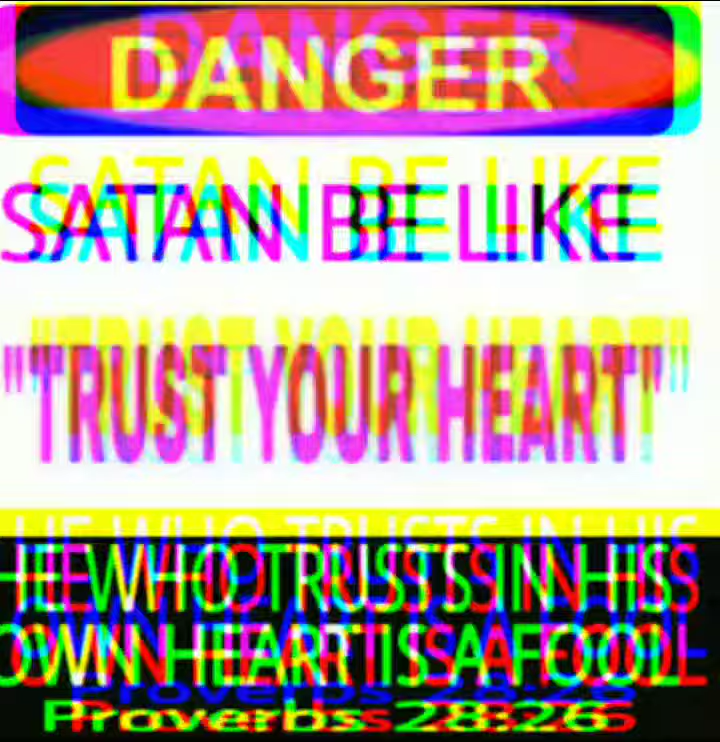 DANGER
SATAN BE LIKE
"TRUST YOUR HEART"
HE WHO TRUSTS IN HIS
OWN HEART IS A FOOL
Proverbs 28:26